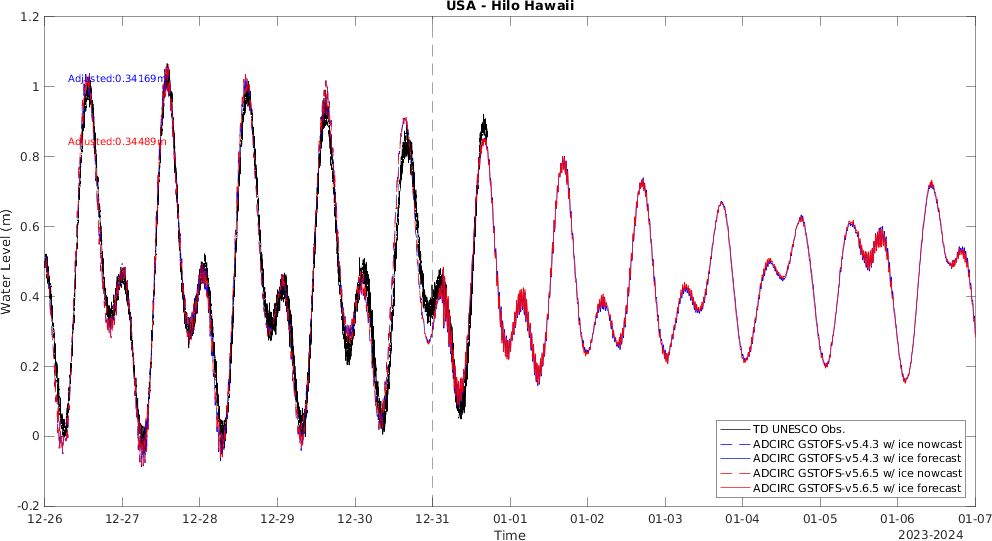 USA - Hilo Hawaii
1.2
1
0.8
0.6
0.4
0.2
0
-0.2
Water Level (m)
Adjusted:0.34169m
Adjusted:0.34489m
TD UNESCO Obs.
ADCIRC GSTOFS-v5.4.3 w/ ice nowcast
ADCIRC GSTOFS-v5.4.3 w/ ice forecast
ADCIRC GSTOFS-v5.6.5 w/ ice nowcast
ADCIRC GSTOFS-v5.6.5 w/ ice forecast
12-26 12-27 12-28 12-29 12-30 12-31 01-01 01-02 01-03 01-04 01-05 01-06 01-07
Time
2023-2024